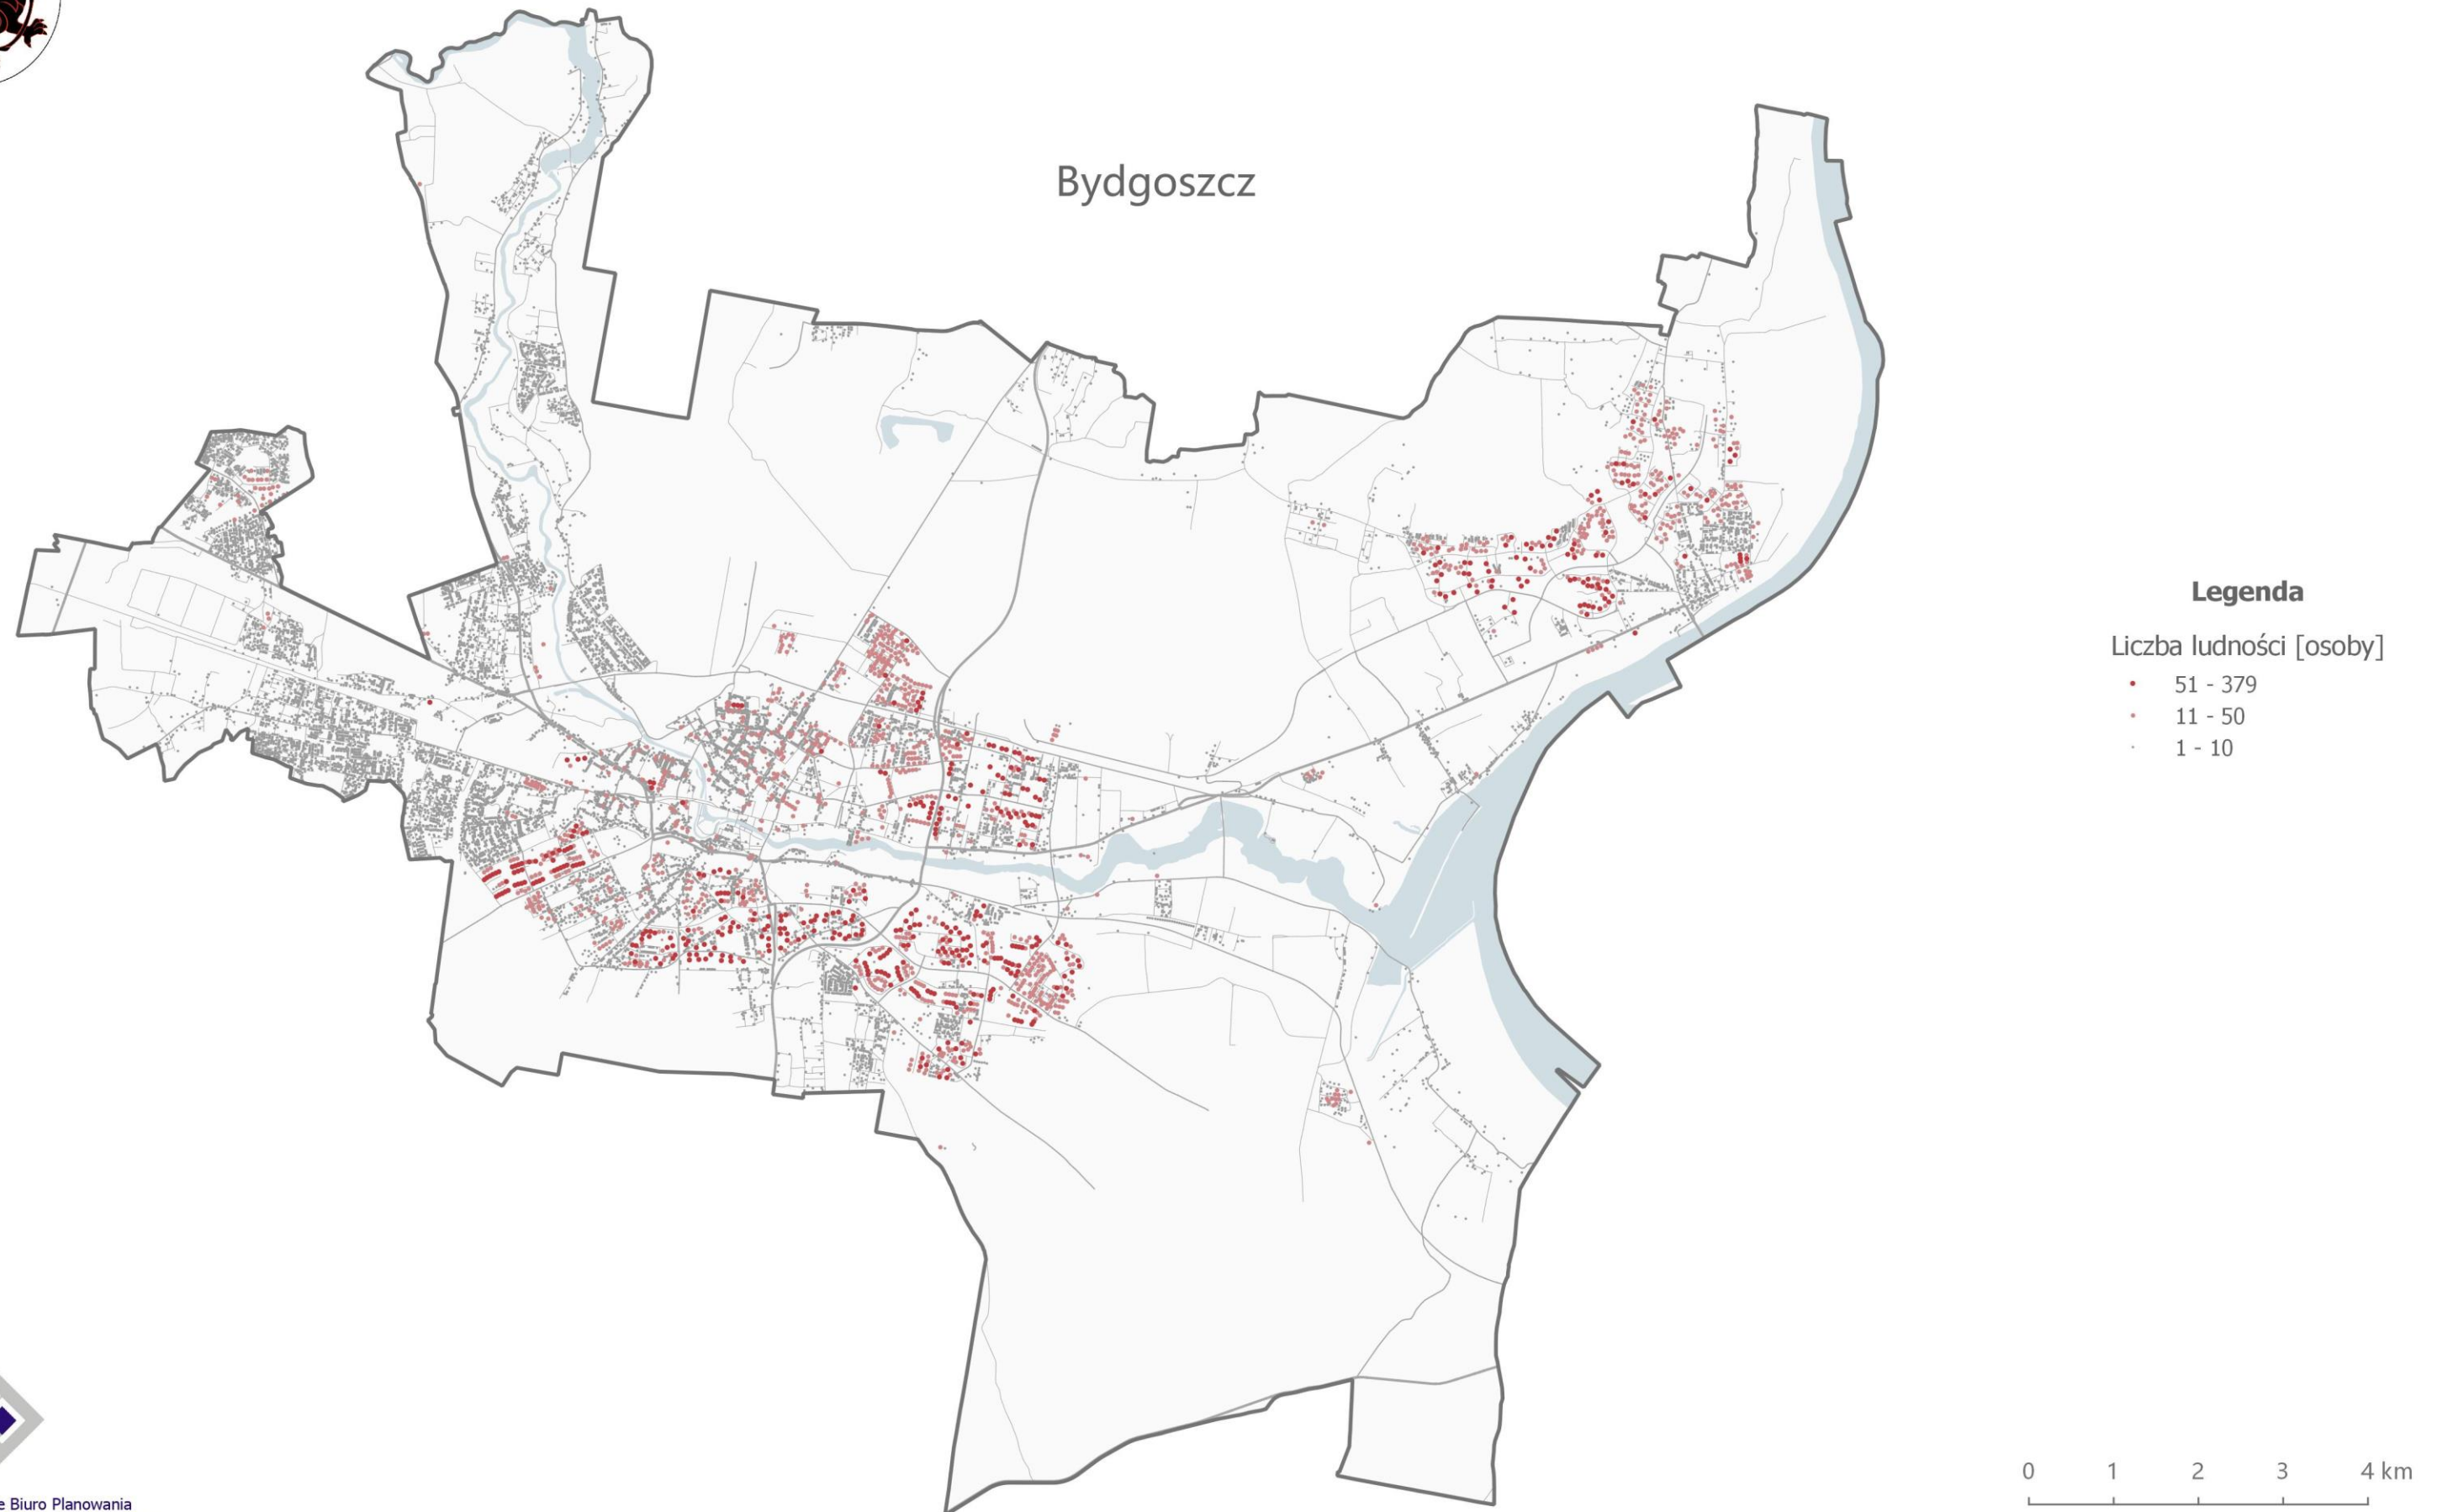 Bydgoszcz
Legenda
Liczba ludności [osoby]
51 - 379
11 - 50
1 - 10
0 1 2 3 4 km
Biuro Planowania